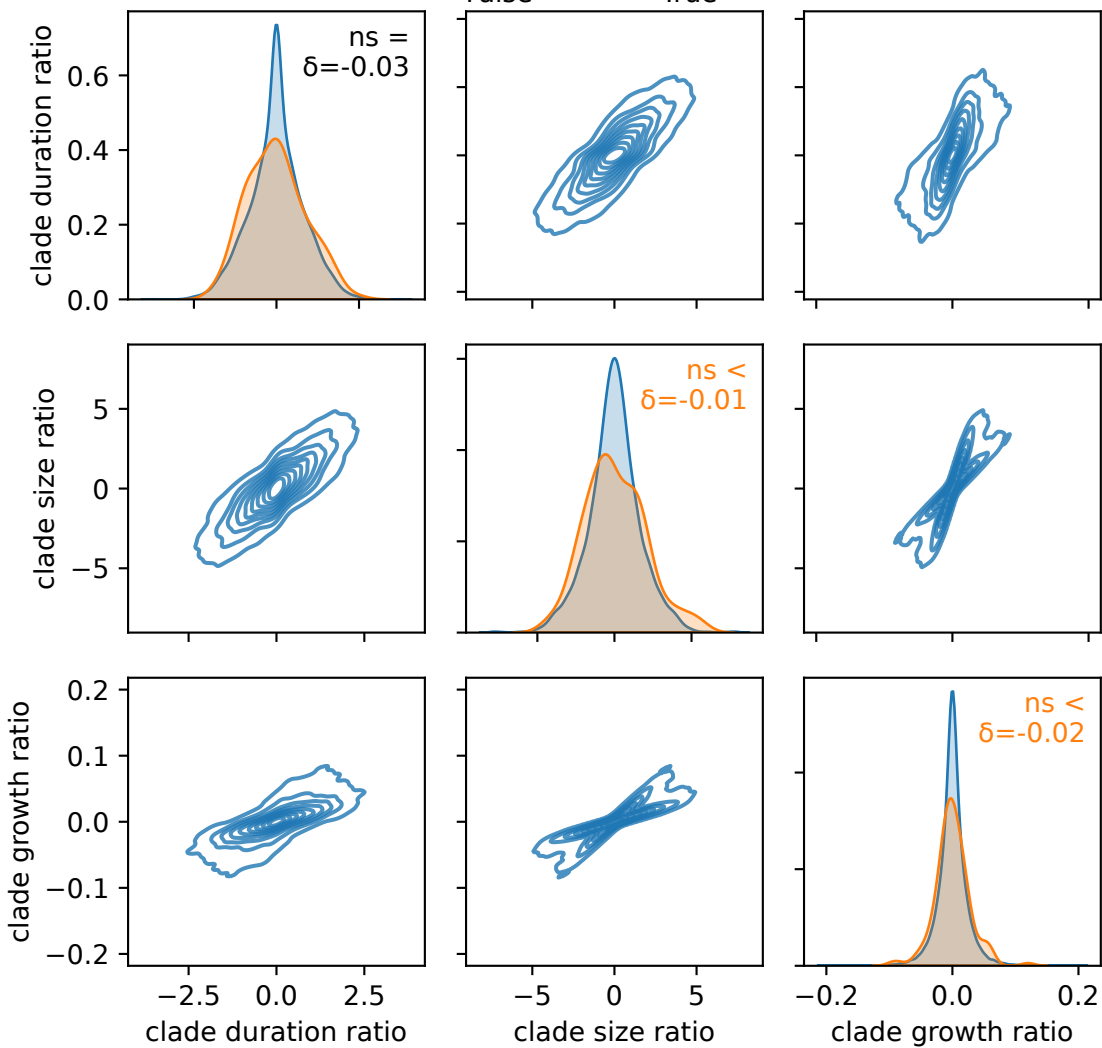 clade duration ratio
0.6
0.4
0.2
0.0
ns =
δ=-0.03
clade size ratio
5
0
−5
ns <
δ=-0.01
clade growth ratio
0.2
0.1
0.0
−0.1
−0.2
ns <
δ=-0.02
−2.5 0.0 2.5
−5 0 5
−0.2 0.0 0.2
clade duration ratio
clade size ratio
clade growth ratio